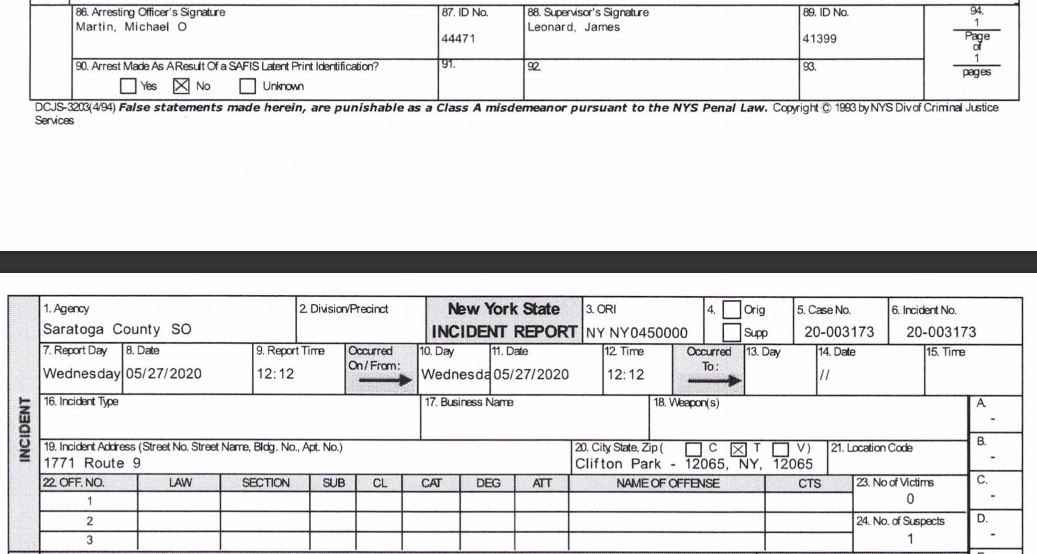 86. Arresting Officer's Signature 87. ID No. 88. Supervisor's Signature 89. ID No. 94.
Martin, Michael O 44471 Leonard, James 41399 1
Page
of
1
pages
90. Arrest Made As A Result Of a SAFIS Latent Print Identification? 91. 92. 93.
Yes No Unknown
DCJS-3203(4/94) False statements made herein, are punishable as a Class A misdemeanor pursuant to the NYS Penal Law. Copyright © 1993 by NYS Div of Criminal Justice
Services
INCIDENT
1. Agency 2. Division/Precinct New York State 3. ORI 4. Orig 5. Case No. 6. Incident No.
Saratoga County SO INCIDENT REPORT NY NY0450000 Supp 20-003173 20-003173
7. Report Day 8. Date 9. Report Time Occurred On/From: 10. Day 11. Date 12. Time Occurred To: 13. Day 14. Date 15. Time
Wednesday 05/27/2020 12:12 Wednesda 05/27/2020 12:12 //
16. Incident Type 17. Business Name 18. Weapon(s) A.
-
19. Incident Address (Street No. Street Name, Bldg. No., Apt. No.) 20. City, State, Zip ( C T V) 21. Location Code B.
1771 Route 9 Clifton Park - 12065, NY, 12065 -
22. OFF. NO. LAW SECTION SUB CL CAT DEG ATT NAME OF OFFENSE CTS 23. No of Victims C.
1 0 -
2 24. No. of Suspects D.
3 1 -